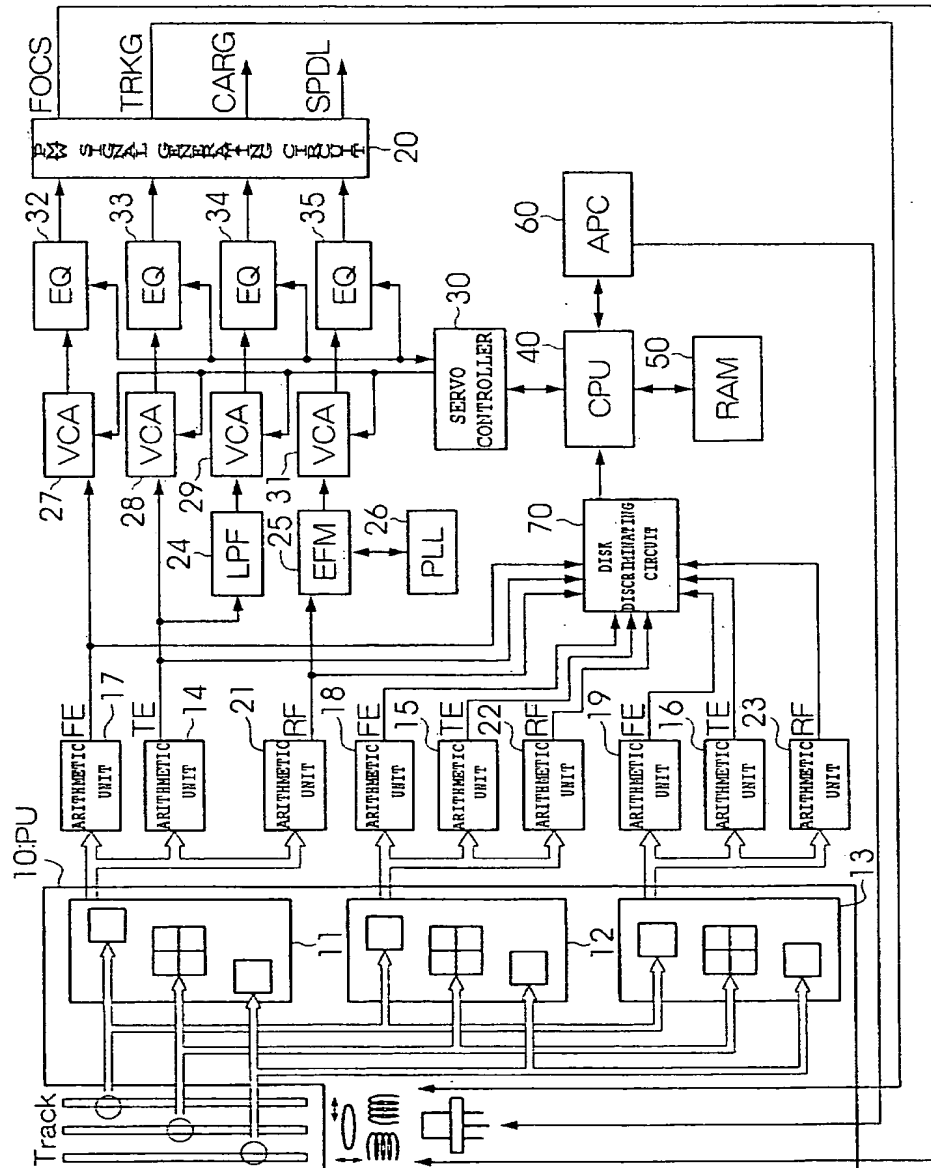 FOCS
TRKG
CARG
SPDL
PWM SIGNAL GENERATING CIRCUIT
20
32
EQ
33
EQ
34
EQ
35
EQ
60
APC
30
SERVO
CONTROLLER
40
CPU
50
RAM
27
VCA
28
VCA
29
VCA
31
VCA
24
LPF
25
EFM
26
PLL
70
DISK
DISCRIMINATING
CIRCUIT
FE
17
ARITHMETIC
UNIT
TE
14
ARITHMETIC
UNIT
21
RF
ARITHMETIC
UNIT
18
FE
ARITHMETIC
UNIT
15
TE
ARITHMETIC
UNIT
22
RF
ARITHMETIC
UNIT
19
FE
ARITHMETIC
UNIT
16
TE
ARITHMETIC
UNIT
23
RF
ARITHMETIC
UNIT
10:PU
11
12
13
Track